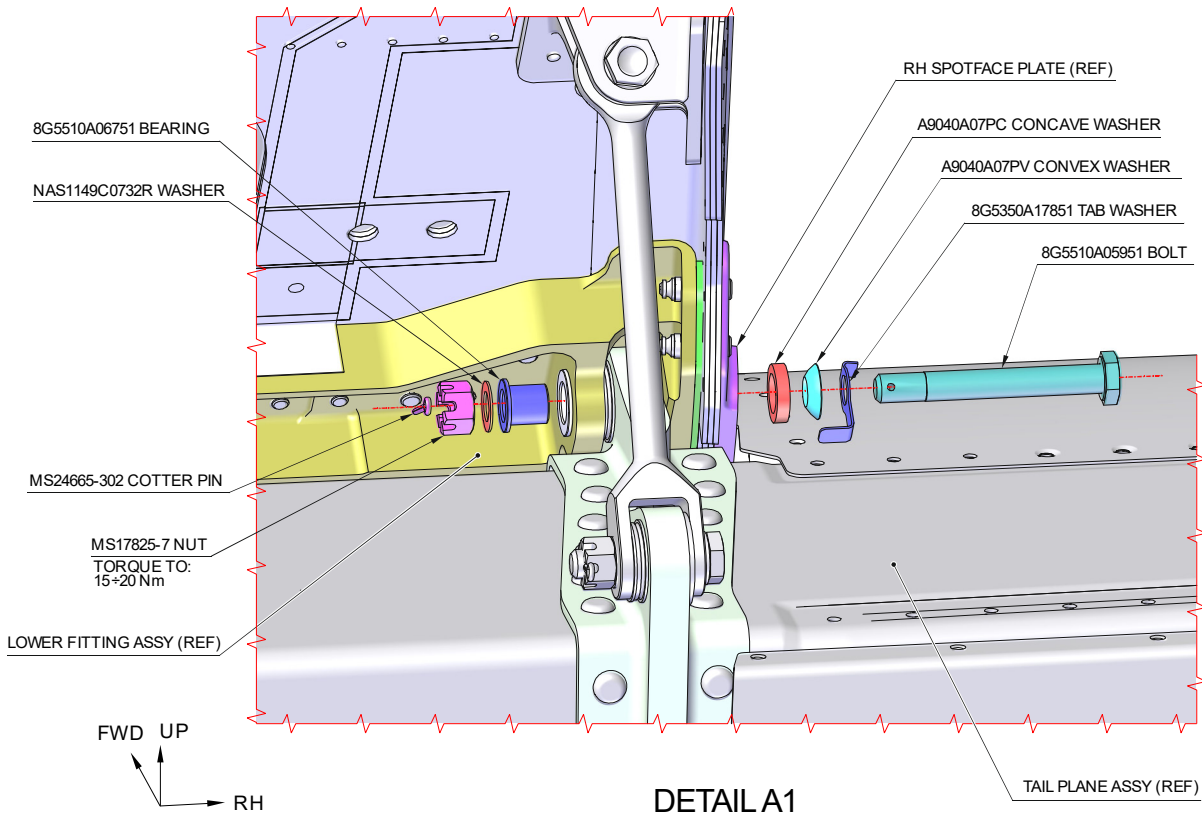 RH SPOTFACE PLATE (REF)
A9040A07PC CONCAVE WASHER
A9040A07PV CONVEX WASHER
8G5350A17851 TAB WASHER
8G5510A05951 BOLT
8G5510A06751 BEARING
NAS1149C0732R WASHER
MS24665-302 COTTER PIN
MS17825-7 NUT
TORQUE TO:
15÷20 Nm
LOWER FITTING ASSY (REF)
FWD UP
RH
DETAIL A1
TAIL PLANE ASSY (REF)